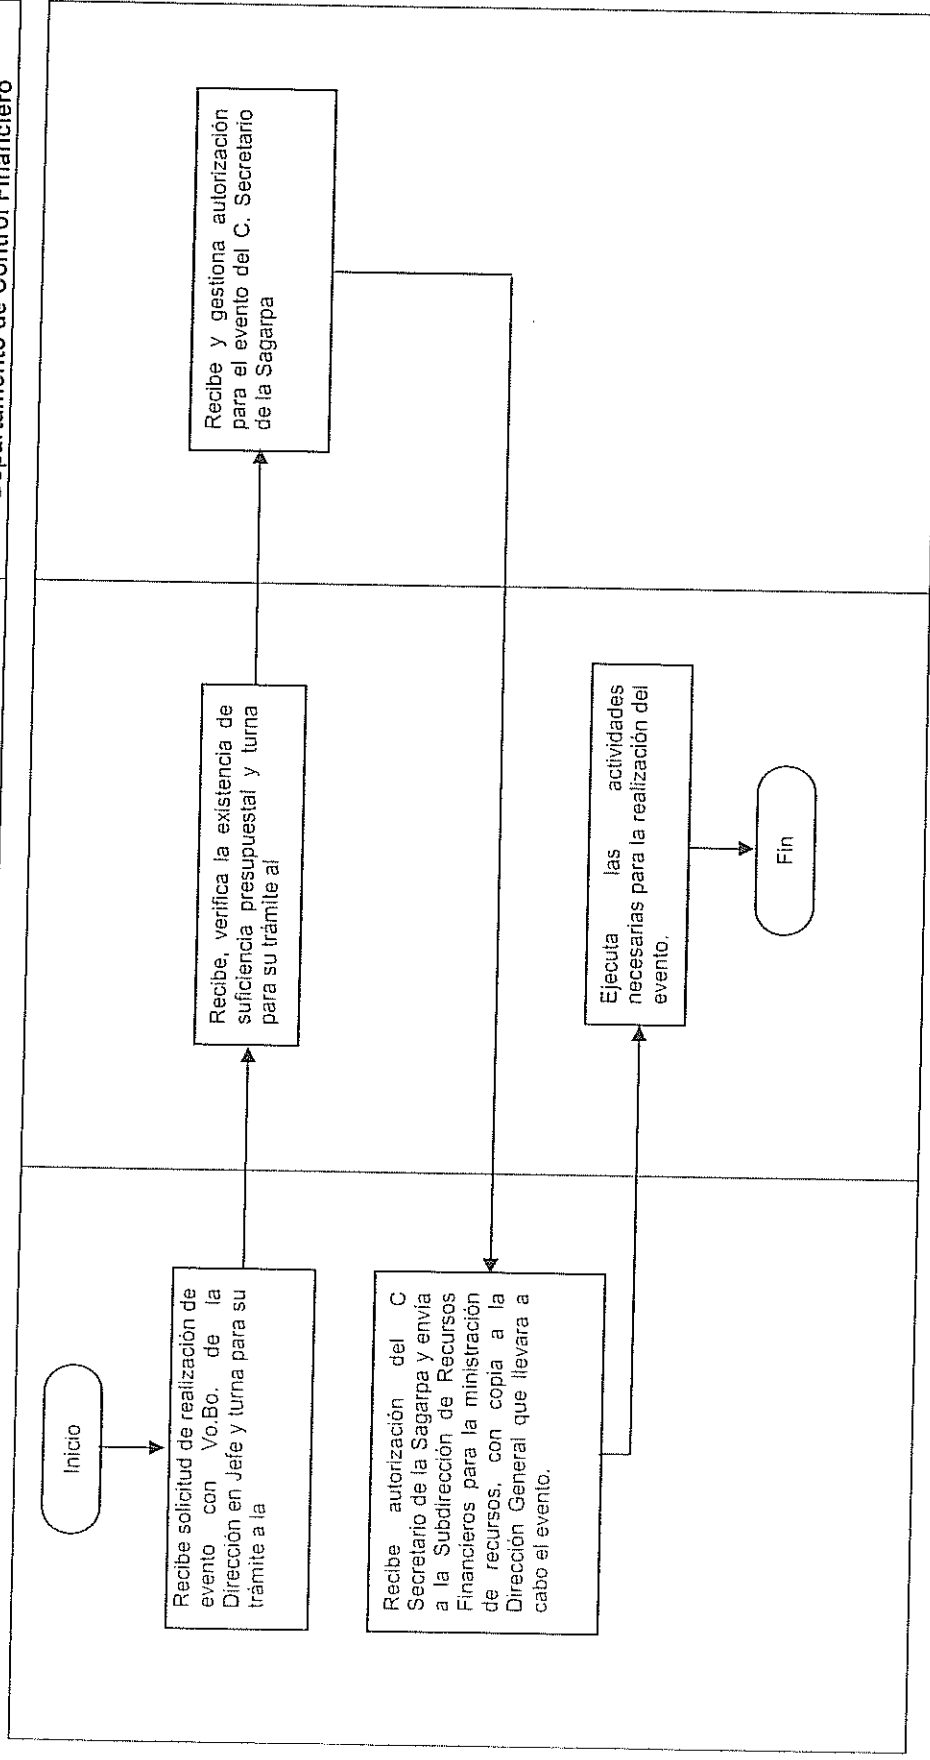 Departamento de Control Financiero
Inicio
Recibe solicitud de realización de
evento con Vo.Bo. de la
Dirección en Jefe y turna para su
trámite a la
Recibe, verifica la existencia de
suficiencia presupuestal y turna
para su trámite al
Recibe y gestiona autorización
para el evento del C. Secretario
de la Sagarpa
Recibe autorización del C
Secretario de la Sagarpa y envía
a la Subdirección de Recursos
Financieros para la ministración
de recursos, con copia a la
Dirección General que llevara a
cabo el evento.
Ejecuta las actividades
necesarias para la realización del
evento.
Fin